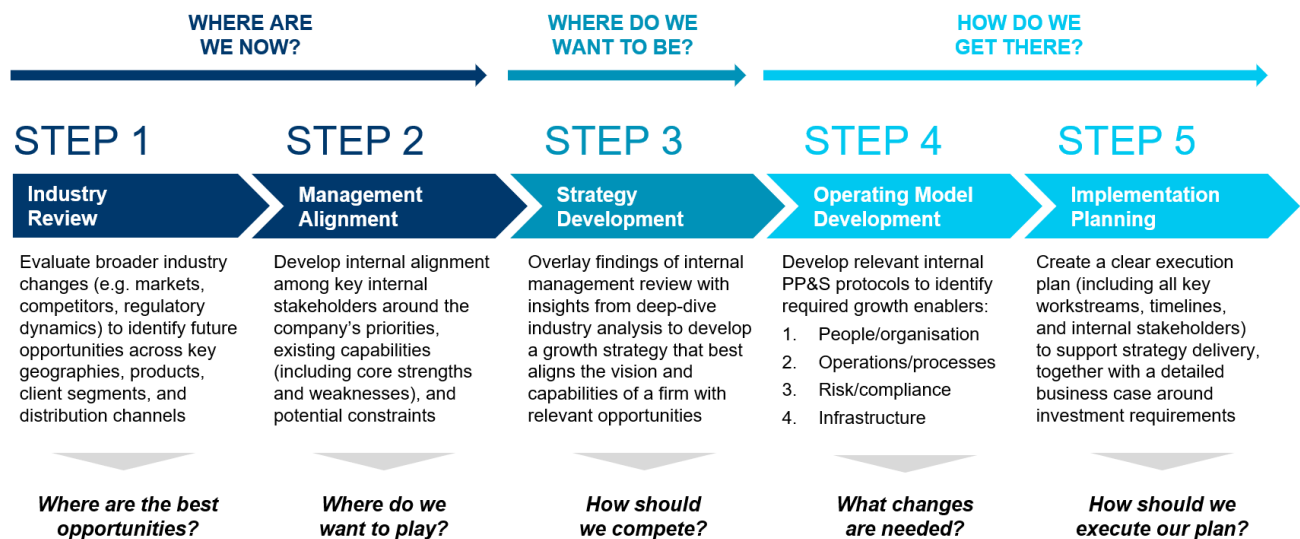 WHERE ARE
WE NOW?
WHERE DO WE
WANT TO BE?
HOW DO WE
GET THERE?
STEP 1
Industry
Review
Evaluate broader industry
changes (e.g. markets,
competitors, regulatory
dynamics) to identify future
opportunities across key
geographies, products,
client segments, and
distribution channels
Where are the best
opportunities?
STEP 2
Management
Alignment
Develop internal alignment
among key internal
stakeholders around the
company’s priorities,
existing capabilities
(including core strengths
and weaknesses), and
potential constraints
Where do we
want to play?
STEP 3
Strategy
Development
Overlay findings of internal
management review with
insights from deep-dive
industry analysis to develop
a growth strategy that best
aligns the vision and
capabilities of a firm with
relevant opportunities
How should
we compete?
STEP 4
Operating Model
Development
Develop relevant internal
PP&S protocols to identify
required growth enablers:
1. People/organisation
2. Operations/processes
3. Risk/compliance
4. Infrastructure
What changes
are needed?
STEP 5
Implementation
Planning
Create a clear execution
plan (including all key
workstreams, timelines,
and internal stakeholders)
to support strategy delivery,
together with a detailed
business case around
investment requirements
How should we
execute our plan?